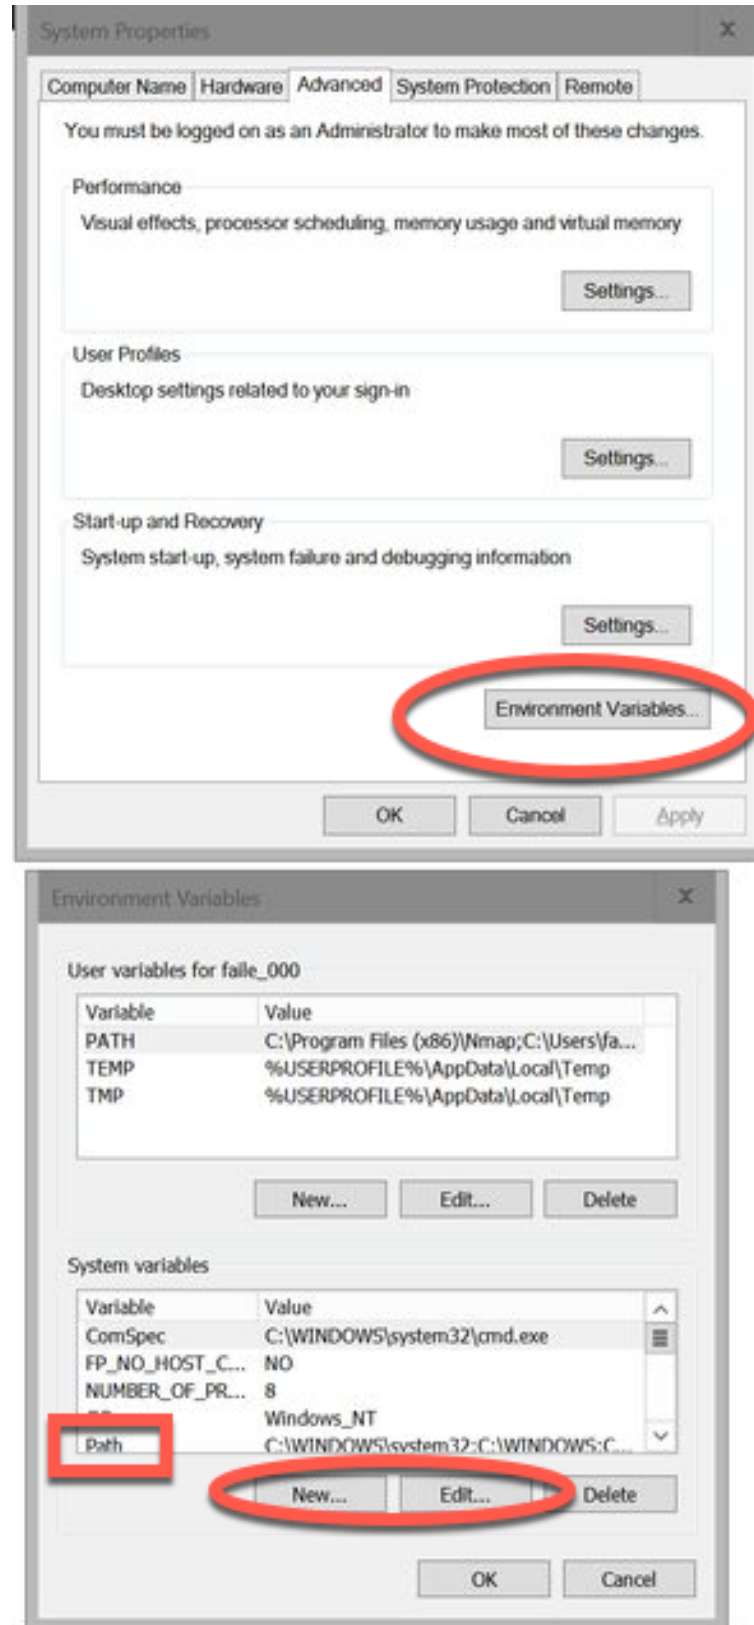 System Properties
x
Computer Name Hardware Advanced System Protection Remote
You must be logged on as an Administrator to make most of these changes.
Performance
Visual effects, processor scheduling, memory usage and virtual memory
Settings...
User Profiles
Desktop settings related to your sign-in
Settings...
Start-up and Recovery
System start-up, system failure and debugging information
Settings...
Environment Variables...
OK Cancel Apply
Environment Variables
x
User variables for faile_000
Variable Value
PATH C:\Program Files (x86)\Nmap;C:\Users\fa...
TEMP %USERPROFILE%\AppData\Local\Temp
TMP %USERPROFILE%\AppData\Local\Temp
New... Edit... Delete
System variables
Variable Value
ComSpec C:\WINDOWS\system32\cmd.exe
FP_NO_HOST_C... NO
NUMBER_OF_PR... 8
Windows_NT
Path C:\WINDOWS\system32;C:\WINDOWS;C...
New... Edit... Delete
OK Cancel